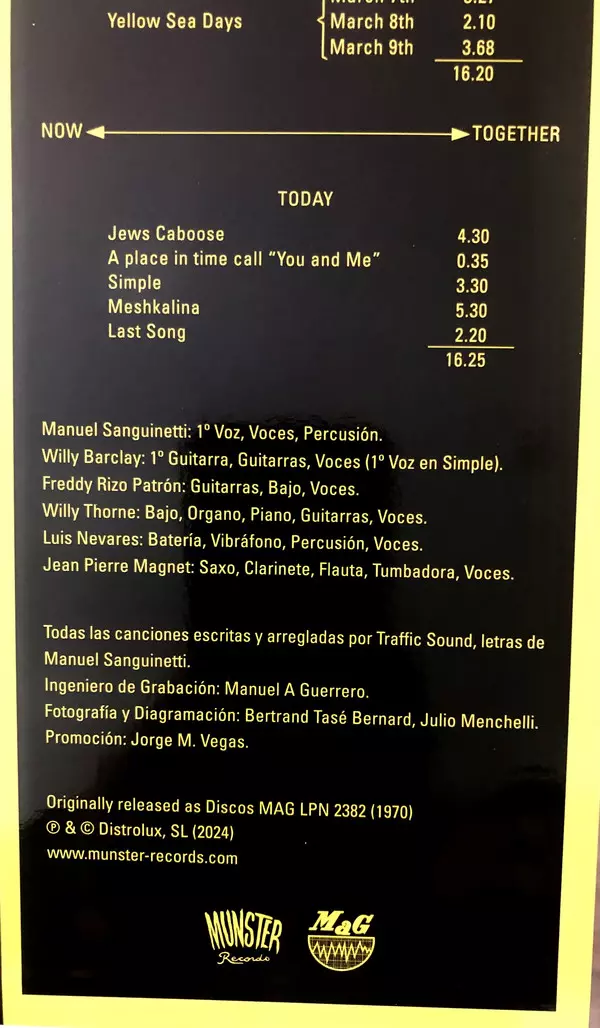 Yellow Sea Days March 8th 2.10
March 9th 3.68
16.20
NOW TOGETHER
TODAY
Jews Caboose 4.30
A place in time call “You and Me” 0.35
Simple 3.30
Meshkalina 5.30
Last Song 2.20
16.25
Manuel Sanguinetti: 1º Voz, Voces, Percusión.
Willy Barclay: 1º Guitarra, Guitarras, Voces (1º Voz en Simple).
Freddy Rizo Patrón: Guitarras, Bajo, Voces.
Willy Thorne: Bajo, Organo, Piano, Guitarras, Voces.
Luis Nevares: Batería, Vibráfono, Percusión, Voces.
Jean Pierre Magnet: Saxo, Clarinete, Flauta, Tumbadora, Voces.
Todas las canciones escritas y arregladas por Traffic Sound, letras de
Manuel Sanguinetti.
Ingeniero de Grabación: Manuel A Guerrero.
Fotografía y Diagramación: Bertrand Tasé Bernard, Julio Menchelli.
Promoción: Jorge M. Vegas.
Originally released as Discos MAG LPN 2382 (1970)
℗ & © Distrolux, SL (2024)
www.munster-records.com
MUNSTER MaG
Records